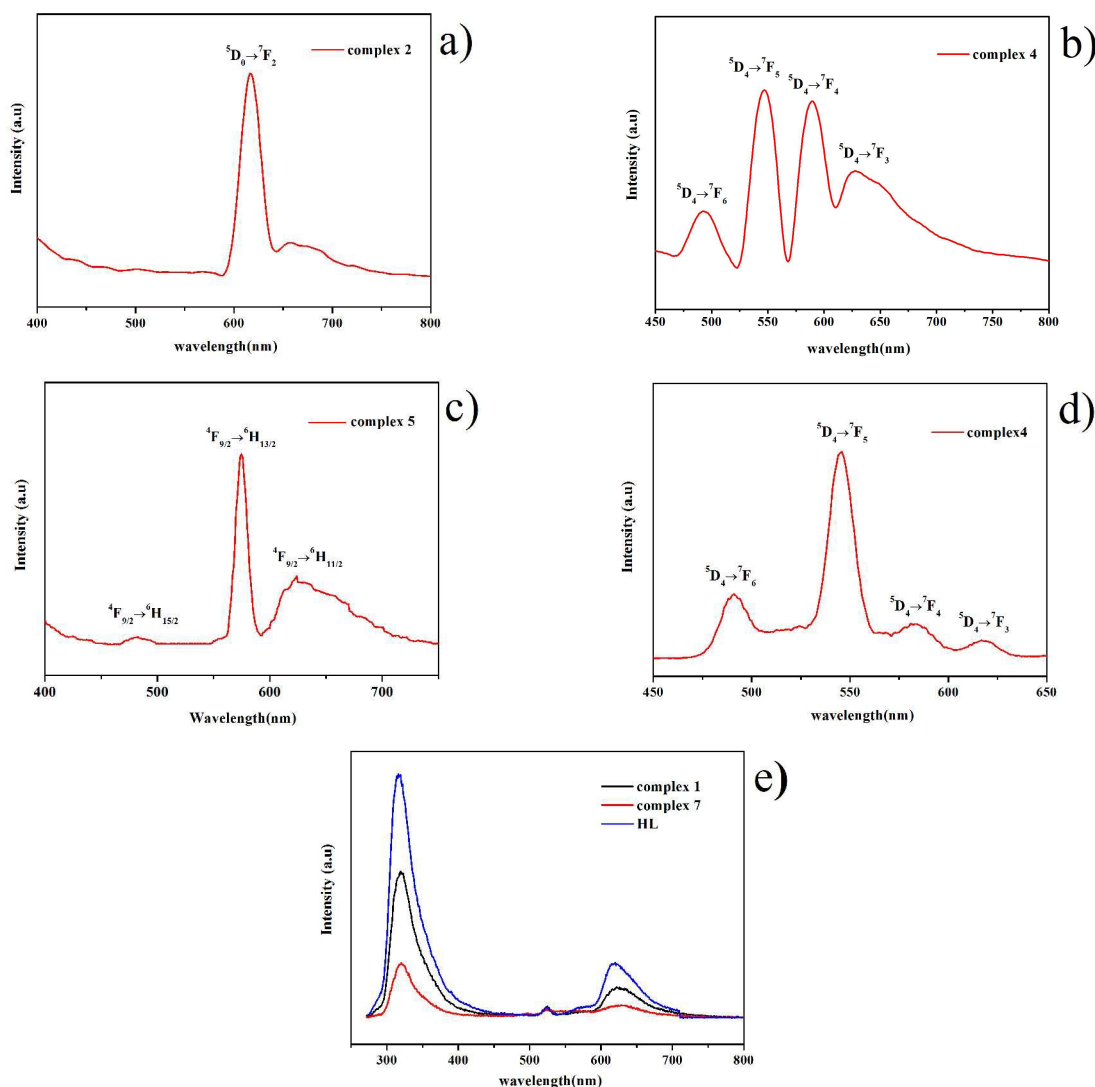 a)
complex 2
⁵D₀→⁷F₂
Intensity (a.u)
400 500 600 700 800
wavelength(nm)
b)
complex 4
⁵D₄→⁷F₅
⁵D₄→⁷F₄
⁵D₄→⁷F₃
⁵D₄→⁷F₆
Intensity (a.u)
450 500 550 600 650 700 750 800
wavelength(nm)
c)
complex 5
⁴F₉/₂→⁶H₁₃/₂
⁴F₉/₂→⁶H₁₁/₂
⁴F₉/₂→⁶H₁₅/₂
Intensity (a.u)
400 500 600 700
Wavelength(nm)
d)
complex4
⁵D₄→⁷F₅
⁵D₄→⁷F₆
⁵D₄→⁷F₄
⁵D₄→⁷F₃
Intensity (a.u)
450 500 550 600 650
wavelength(nm)
e)
complex 1
complex 7
HL
Intensity (a.u)
300 400 500 600 700 800
wavelength(nm)